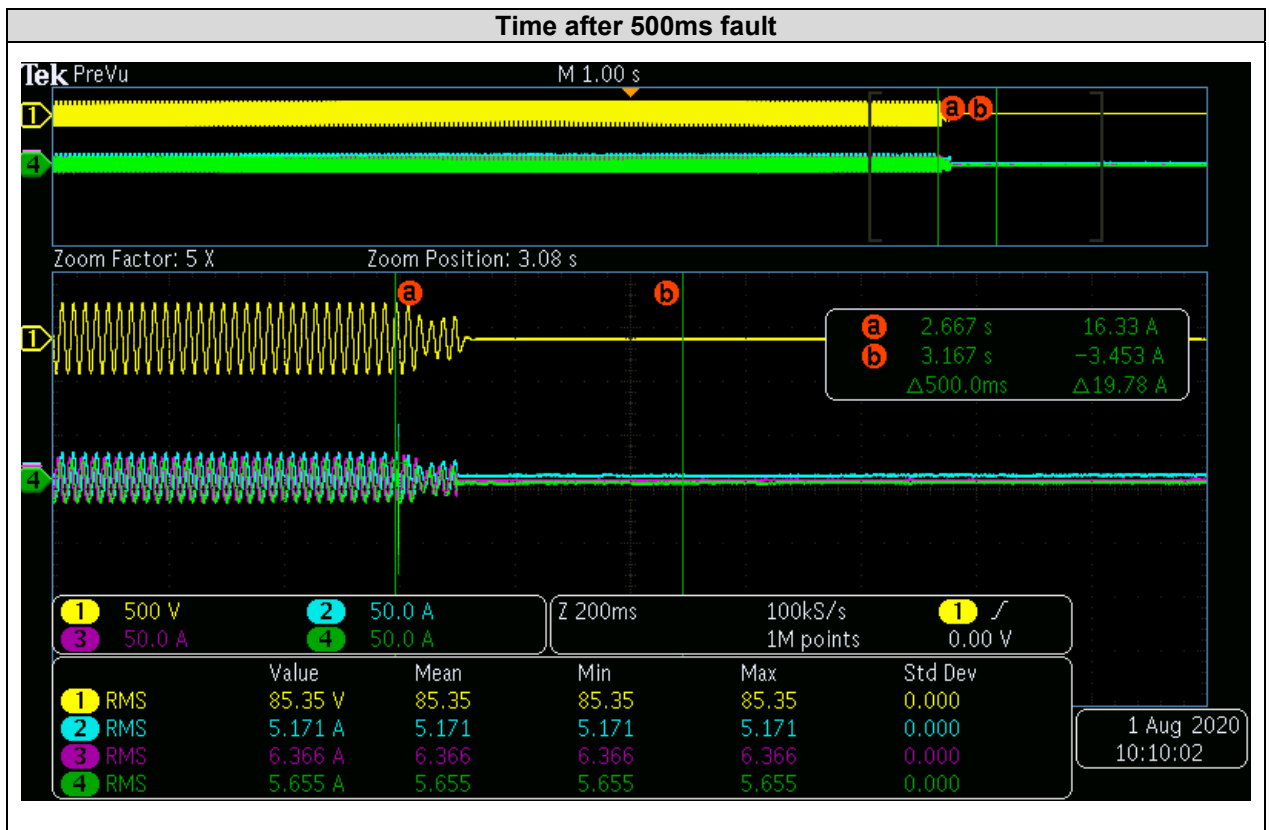 Time after 500ms fault
Tek PreVu M 1.00 s
1
a b
4
Zoom Factor: 5 X Zoom Position: 3.08 s
a b
1
a 2.667 s 16.33 A
b 3.167 s −3.453 A
△500.0ms △19.78 A
4
1 500 V 2 50.0 A Z 200ms 100kS/s 1 ∫
3 50.0 A 4 50.0 A 1M points 0.00 V
Value Mean Min Max Std Dev
1 RMS 85.35 V 85.35 85.35 85.35 0.000
2 RMS 5.171 A 5.171 5.171 5.171 0.000
3 RMS 6.366 A 6.366 6.366 6.366 0.000
4 RMS 5.655 A 5.655 5.655 5.655 0.000
1 Aug 2020
10:10:02